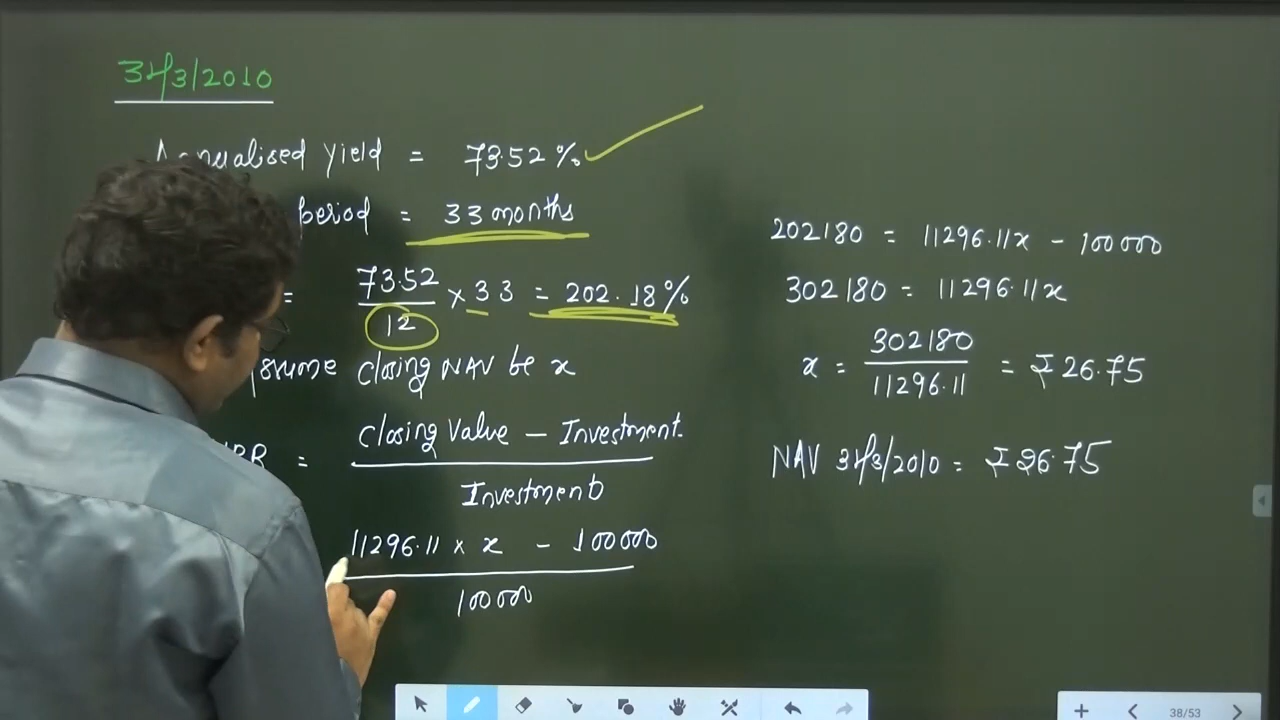 31/3/2010
Annualised Yield = 73.52%
period = 33 months
= 73.52/12 × 33 = 202.18%
closing NAV be x
= Closing Value - Investment
Investment
11296.11 × x - 100000
100000
202180 = 11296.11x - 100000
302180 = 11296.11x
x = 302180/11296.11 = ₹26.75
NAV 31/3/2010 = ₹26.75
38/53